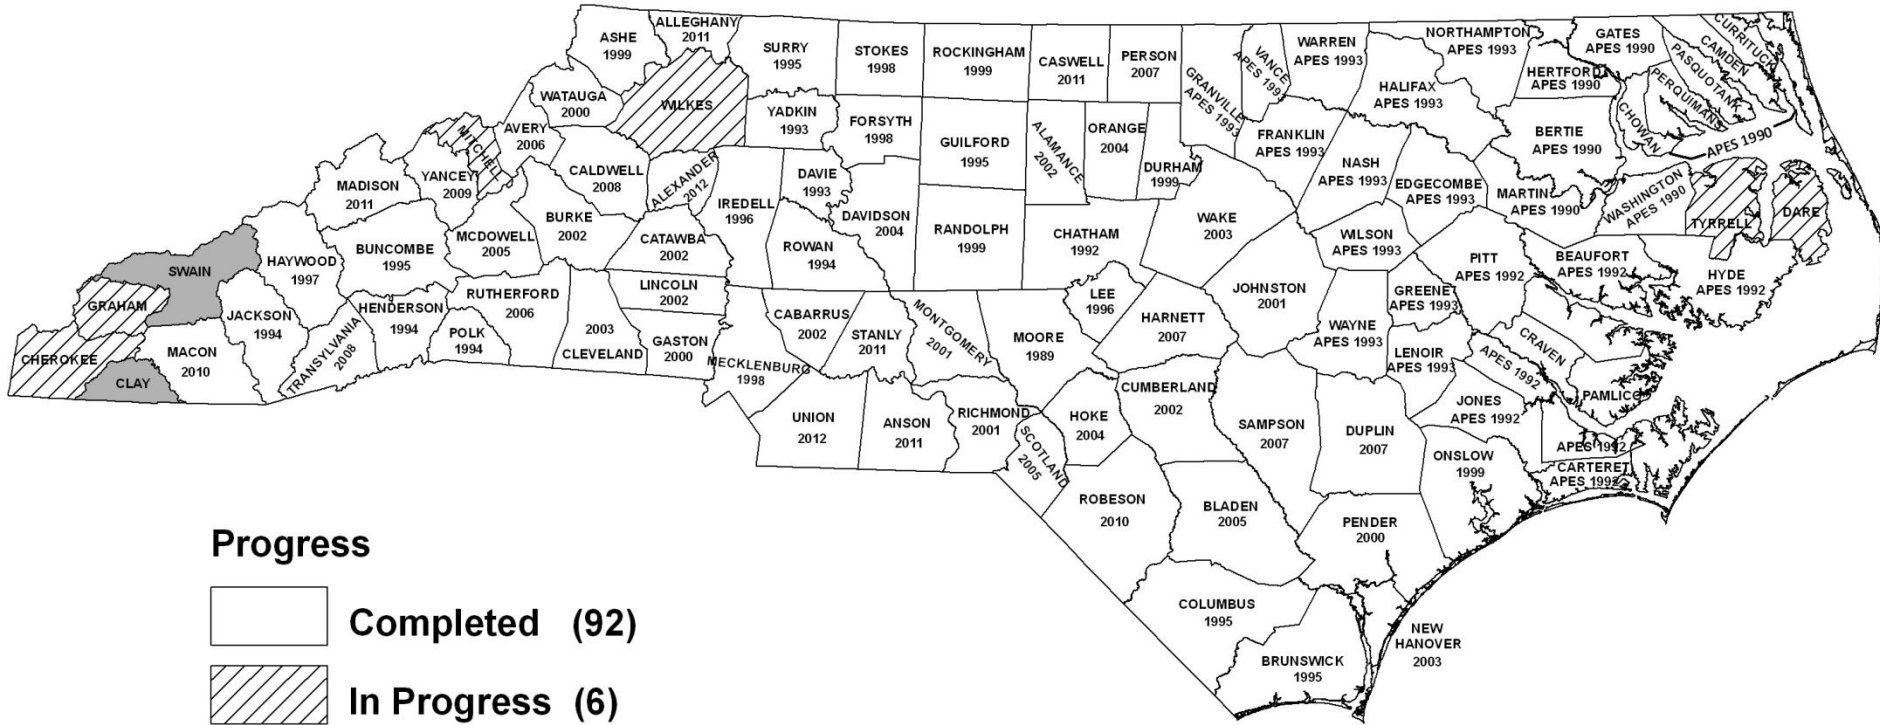 ALLEGHANY
2011
ASHE
1999
SURRY
1995
STOKES
1998
ROCKINGHAM
1999
CASWELL
2011
PERSON
2007
GRANVILLE
APES 1993
VANCE
APES 1993
WARREN
APES 1993
NORTHAMPTON
APES 1993
GATES
APES 1990
CURRITUCK
CAMDEN
PASQUOTANK
PERQUIMANS
CHOWAN
APES 1990
HERTFORD
APES 1990
HALIFAX
APES 1993
WATAUGA
2000
WILKES
YADKIN
1993
FORSYTH
1998
GUILFORD
1995
ALAMANCE
2002
ORANGE
2004
DURHAM
1999
FRANKLIN
APES 1993
NASH
APES 1993
EDGECOMBE
APES 1993
BERTIE
APES 1990
MARTIN
APES 1990
WASHINGTON
APES 1990
TYRRELL
DARE
MITCHELL
AVERY
2006
CALDWELL
2008
ALEXANDER
2012
IREDELL
1996
DAVIE
1993
DAVIDSON
2004
RANDOLPH
1999
CHATHAM
1992
WAKE
2003
WILSON
APES 1993
PITT
APES 1992
BEAUFORT
APES 1992
HYDE
APES 1992
MADISON
2011
YANCEY
2009
MCDOWELL
2005
BURKE
2002
CATAWBA
2002
ROWAN
1994
SWAIN
HAYWOOD
1997
BUNCOMBE
1995
RUTHERFORD
2006
LINCOLN
2002
GRAHAM
JACKSON
1994
HENDERSON
1994
POLK
1994
2003
CLEVELAND
GASTON
2000
CABARRUS
2002
STANLY
2011
MONTGOMERY
2001
MOORE
1989
LEE
1996
HARNETT
2007
JOHNSTON
2001
WAYNE
APES 1993
GREENE
APES 1993
LENOIR
APES 1993
CRAVEN
APES 1992
PAMLICO
CHEROKEE
CLAY
MACON
2010
TRANSYLVANIA
2008
MECKLENBURG
1998
UNION
2012
ANSON
2011
RICHMOND
2001
SCOTLAND
2005
HOKE
2004
CUMBERLAND
2002
SAMPSON
2007
DUPLIN
2007
JONES
APES 1992
ONSLOW
1999
APES 1992
CARTERET
APES 1992
ROBESON
2010
BLADEN
2005
PENDER
2000
COLUMBUS
1995
BRUNSWICK
1995
NEW
HANOVER
2003
Progress
Completed (92)
In Progress (6)